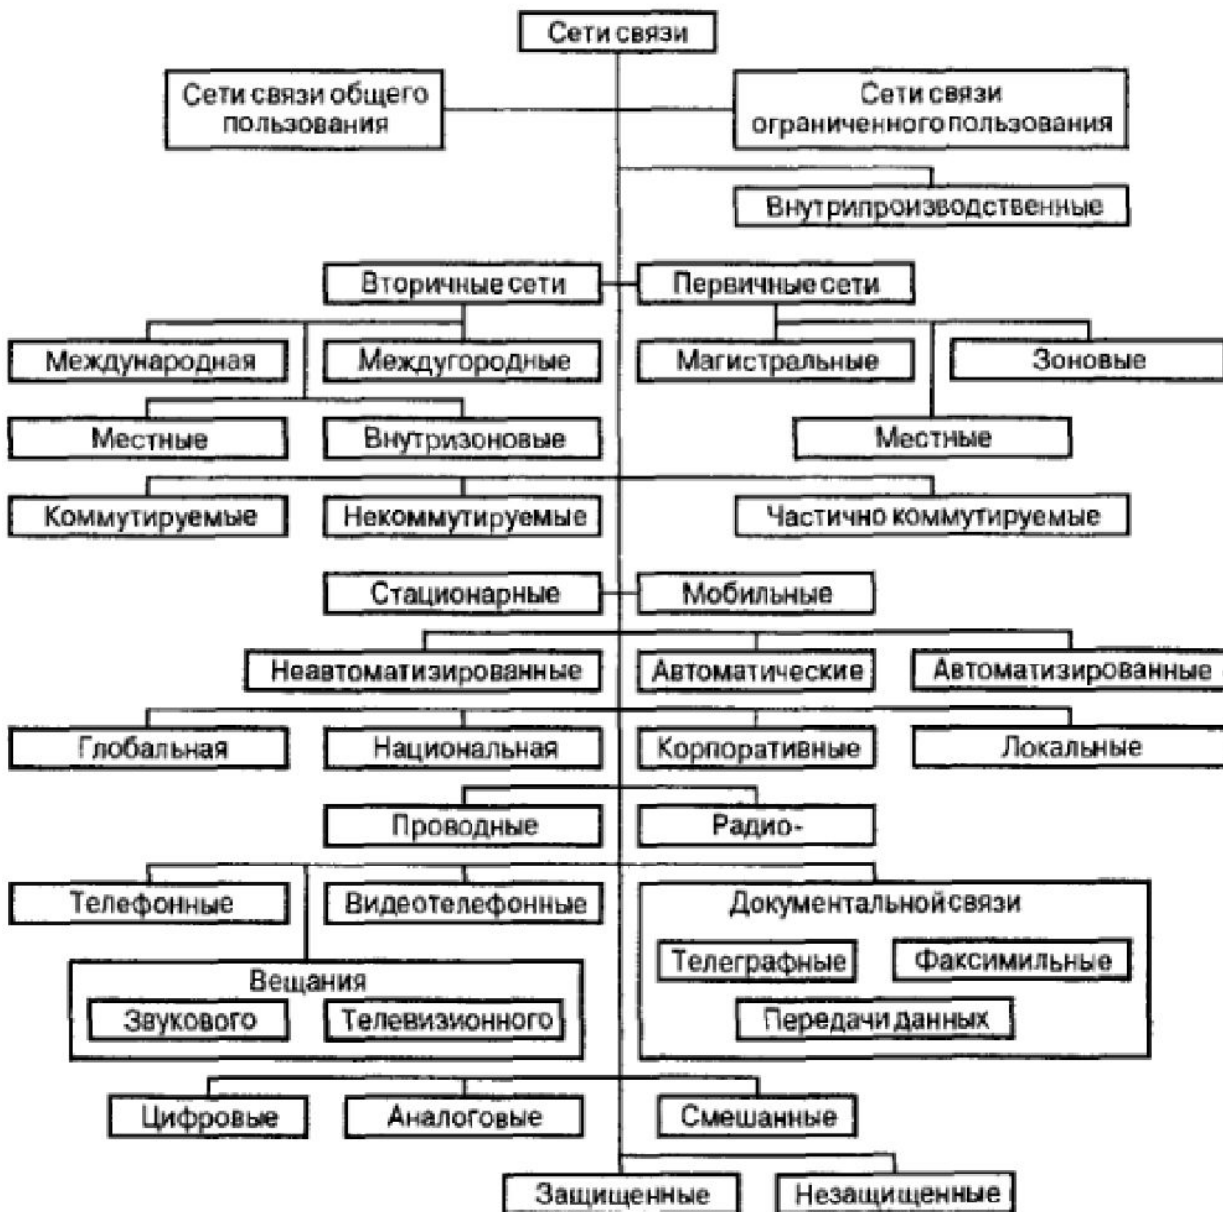 Сети связи
Сети связи общего
пользования
Сети связи
ограниченного пользования
Внутрипроизводственные
Вторичные сети
Первичные сети
Международная
Междугородные
Магистральные
Зоновые
Местные
Внутризоновые
Местные
Коммутируемые
Некоммутируемые
Частично коммутируемые
Стационарные
Мобильные
Неавтоматизированные
Автоматические
Автоматизированные
Глобальная
Национальная
Корпоративные
Локальные
Проводные
Радио-
Телефонные
Видеотелефонные
Документальной связи
Телеграфные
Факсимильные
Передачи данных
Вещания
Звукового
Телевизионного
Цифровые
Аналоговые
Смешанные
Защищенные
Незащищенные